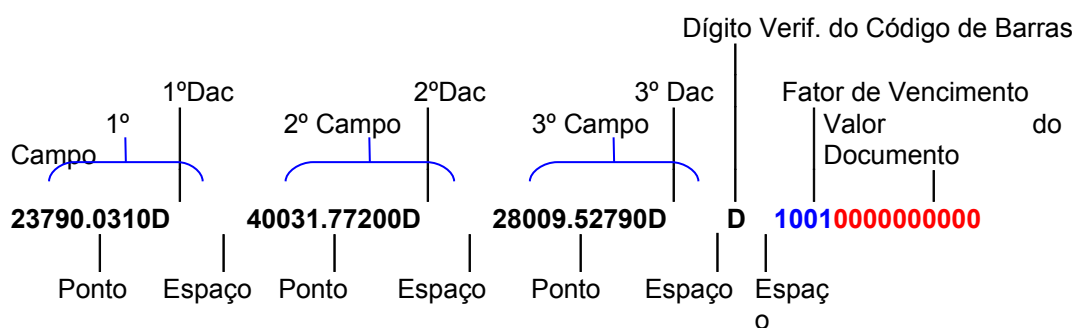 Dígito Verif. do Código de Barras
1ºDac 2ºDac 3º Dac Fator de Vencimento
1º 2º Campo 3º Campo Valor do
Campo Documento
23790.0310D 40031.77200D 28009.52790D D 10010000000000
Ponto Espaço Ponto Espaço Ponto Espaço Espaç
o